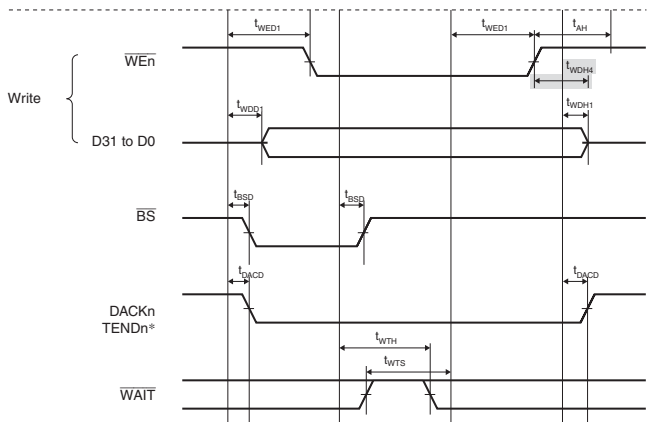 tWED1 tWED1 tAH
WEn
tWDH4
Write
tWDD1 tWDH1
D31 to D0
tBSD tBSD
BS
tDACD tDACD
DACKn
TENDn*
tWTH
tWTS
WAIT